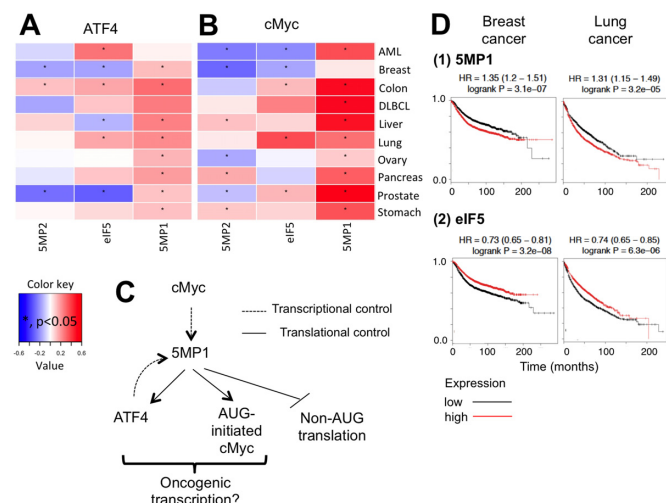 A
ATF4
B
cMyc
AML
Breast
Colon
DLBCL
Liver
Lung
Ovary
Pancreas
Prostate
Stomach
5MP2
eIF5
5MP1
5MP2
eIF5
5MP1
Color key
*, p<0.05
-0.6 -0.2 0.2 0.6
Value
C
cMyc
Transcriptional control
Translational control
5MP1
ATF4
AUG-
initiated
cMyc
Non-AUG
translation
Oncogenic
transcription?
D
Breast
cancer
Lung
cancer
(1) 5MP1
HR = 1.35 (1.2 – 1.51)
logrank P = 3.1e-07
HR = 1.31 (1.15 – 1.49)
logrank P = 3.2e-05
1.0
0.0
0 100 200
0 100 200
(2) eIF5
HR = 0.73 (0.65 – 0.81)
logrank P = 3.2e-08
HR = 0.74 (0.65 – 0.85)
logrank P = 6.3e-06
1.0
0.0
0 100 200
0 100 200
Time (months)
Expression
low
high